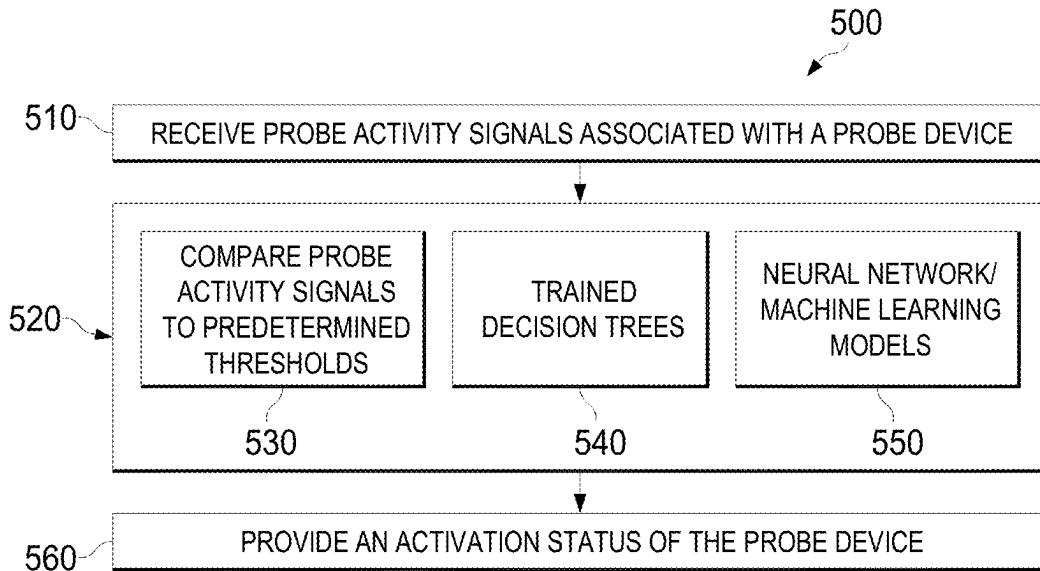 500
510
RECEIVE PROBE ACTIVITY SIGNALS ASSOCIATED WITH A PROBE DEVICE
520
COMPARE PROBE
ACTIVITY SIGNALS
TO PREDETERMINED
THRESHOLDS
530
TRAINED
DECISION TREES
540
NEURAL NETWORK/
MACHINE LEARNING
MODELS
550
560
PROVIDE AN ACTIVATION STATUS OF THE PROBE DEVICE